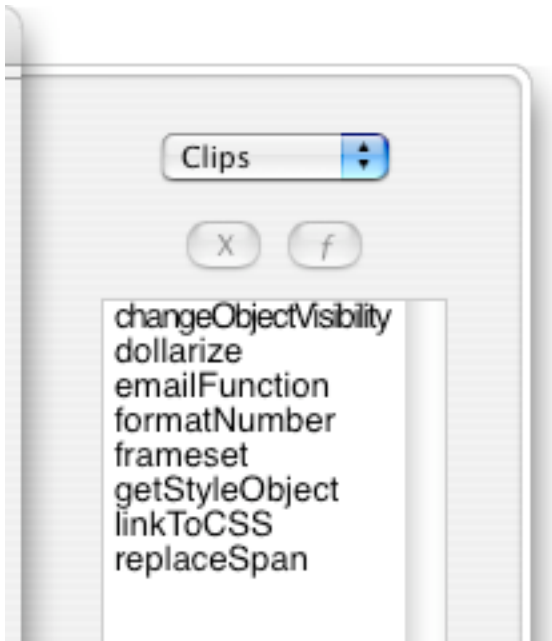 Clips
X f
changeObjectVisibility
dollarize
emailFunction
formatNumber
frameset
getStyleObject
linkToCSS
replaceSpan